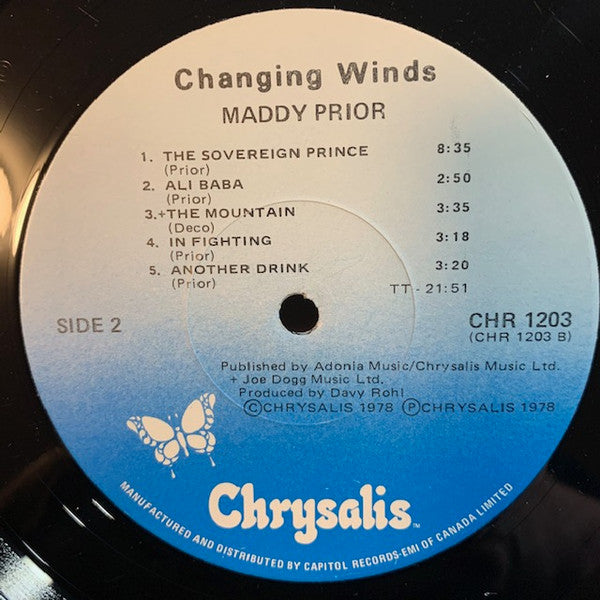 Changing Winds
MADDY PRIOR
1. THE SOVEREIGN PRINCE 8:35
(Prior)
2. ALI BABA 2:50
(Prior)
3.+THE MOUNTAIN 3:35
(Deco)
4. IN FIGHTING 3:18
(Prior)
5. ANOTHER DRINK 3:20
(Prior) TT - 21:51
SIDE 2 CHR 1203
(CHR 1203 B)
Published by Adonia Music/Chrysalis Music Ltd.
+ Joe Dogg Music Ltd.
Produced by Davy Rohl
ⒸCHRYSALIS 1978 ⓅCHRYSALIS 1978
Chrysalis™
MANUFACTURED AND DISTRIBUTED BY CAPITOL RECORDS-EMI OF CANADA LIMITED